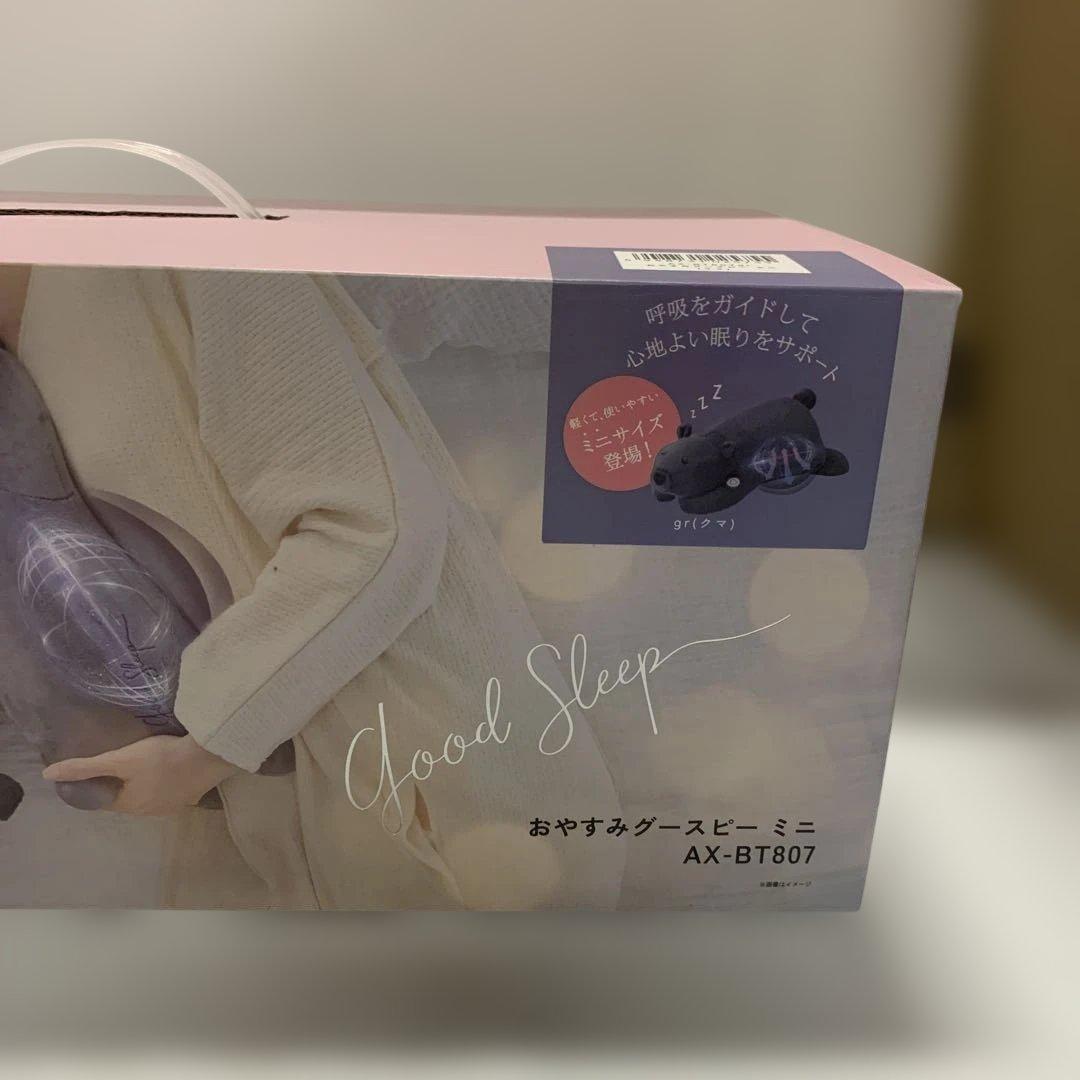 呼吸をガイドして
心地よい眠りをサポート
軽くて、使いやすい
ミニサイズ
登場!
z z Z
gr(クマ)
Good Sleep
おやすみグースピー ミニ
AX-BT807
※画像はイメージ